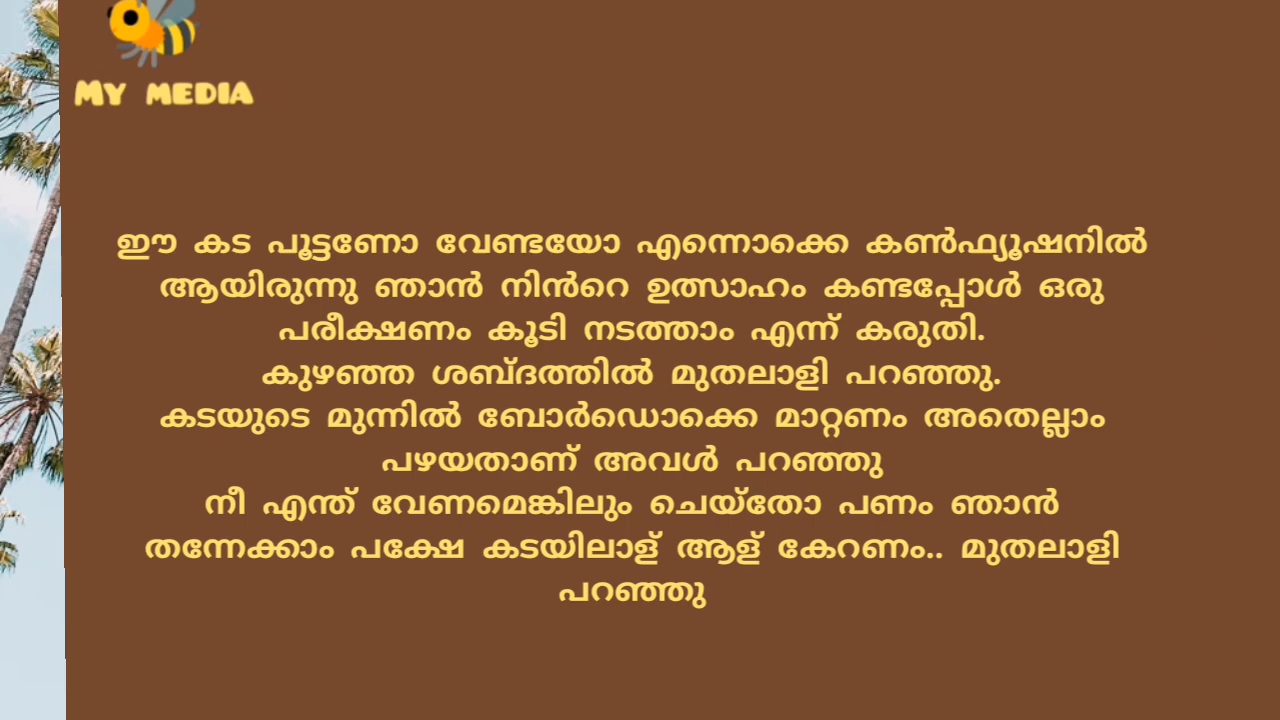 MY MEDIA
ഈ കട പൂട്ടണോ വേണ്ടയോ എന്നൊക്കെ കൺഫ്യൂഷനിൽ
ആയിരുന്നു ഞാൻ നിൻറെ ഉത്സാഹം കണ്ടപ്പോൾ ഒരു
പരീക്ഷണം കൂടി നടത്താം എന്ന് കരുതി.
കുഴഞ്ഞ ശബ്ദത്തിൽ മുതലാളി പറഞ്ഞു.
കടയുടെ മുന്നിൽ ബോർഡൊക്കെ മാറ്റണം അതെല്ലാം
പഴയതാണ് അവൾ പറഞ്ഞു
നീ എന്ത് വേണമെങ്കിലും ചെയ്തോ പണം ഞാൻ
തന്നേക്കാം പക്ഷേ കടയിലാള് ആള് കേറണം.. മുതലാളി
പറഞ്ഞു